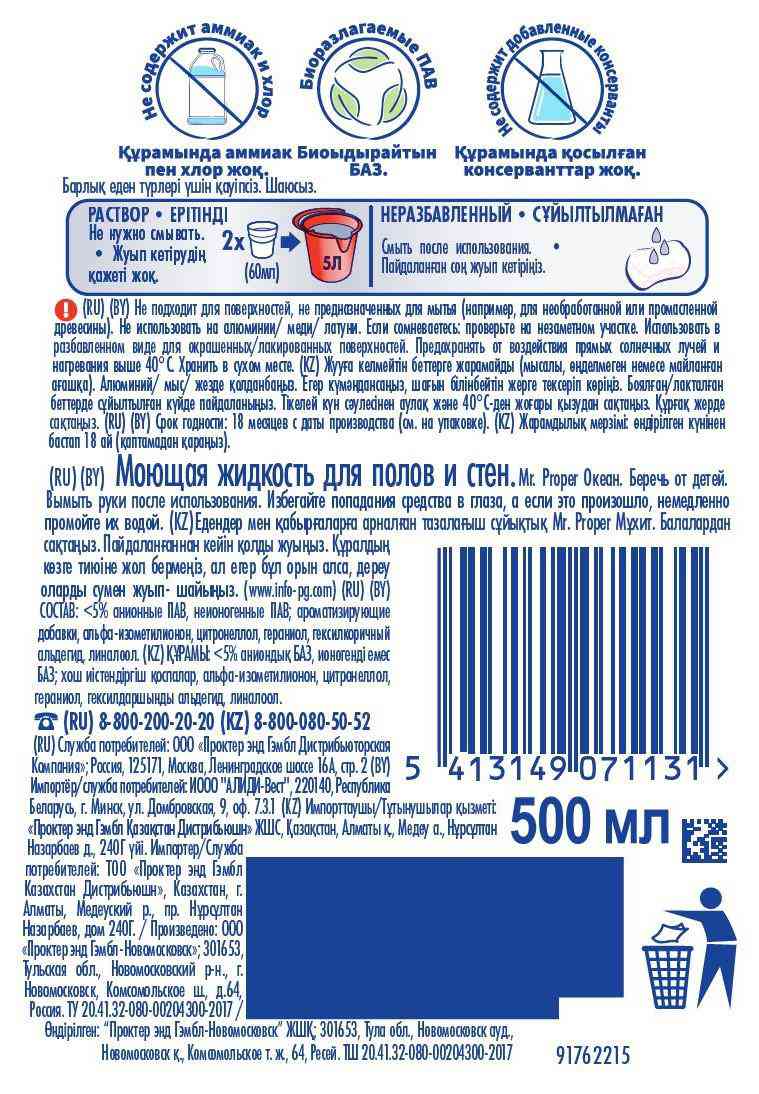 Не содержит аммиак и хлор
Биоразлагаемые ПАВ
Не содержит добавленные консерванты
Құрамында аммиак
пен хлор жоқ.
Биоыдырайтын
БАЗ.
Құрамында қосылған
консерванттар жоқ.
Барлық еден түрлері үшін қауіпсіз. Шаюсыз.
РАСТВОР • ЕРІТІНДІ
Не нужно смывать.
• Жуып кетірудің
қажеті жоқ.
2x
(60мл)
5Л
НЕРАЗБАВЛЕННЫЙ • СҰЙЫЛТЫЛМАҒАН
Смыть после использования. •
Пайдаланған соң жуып кетіріңіз.
(RU) (BY) Не подходит для поверхностей, не предназначенных для мытья (например, для необработанной или промасленной
древесины). Не использовать на алюминии/ меди/ латуни. Если сомневаетесь: проверьте на незаметном участке. Использовать в
разбавленном виде для окрашенных/лакированных поверхностей. Предохранять от воздействия прямых солнечных лучей и
нагревания выше 40°С. Хранить в сухом месте. (KZ) Жууға келмейтін беттерге жарамайды (мысалы, өңделмеген немесе майланған
ағашқа). Алюминий/ мыс/ жезде қолданбаңыз. Егер күмәндансаңыз, шағын білінбейтін жерге тексеріп көріңіз. Боялған/лакталған
беттерде сұйылтылған күйде пайдаланыңыз. Тікелей күн сәулесінен аулақ және 40°С-ден жоғары қызудан сақтаңыз. Құрғақ жерде
сақтаңыз. (RU) (BY) Срок годности: 18 месяцев с даты производства (см. на упаковке). (KZ) Жарамдылық мерзімі: өндірілген күнінен
бастап 18 ай (қаптамадан қараңыз).
(RU) (BY) Моющая жидкость для полов и стен. Mr. Proper Океан. Беречь от детей.
Вымыть руки после использования. Избегайте попадания средства в глаза, а если это произошло, немедленно
промойте их водой. (KZ) Едендер мен қабырғаларға арналған тазалағыш сұйықтық Mr. Proper Мұхит. Балалардан
сақтаңыз. Пайдаланғаннан кейін қолды жуыңыз. Құралдың
көзге тиюіне жол бермеңіз, ал егер бұл орын алса, дереу
оларды сумен жуып- шайыңыз. (www.info-pg.com) (RU) (BY)
СОСТАВ: <5% анионные ПАВ, неионогенные ПАВ; ароматизирующие
добавки, альфа-изометилионон, цитронеллол, гераниол, гексилкоричный
альдегид, линалоол. (KZ) ҚҰРАМЫ: <5% аниондық БАЗ, ионогенді емес
БАЗ; хош иістендіргіш қоспалар, альфа-изометилионон, цитронеллол,
гераниол, гексилдаршынды альдегид, линалоол.
(RU) 8-800-200-20-20 (KZ) 8-800-080-50-52
(RU) Служба потребителей: ООО «Проктер энд Гэмбл Дистрибьюторская
Компания»; Россия, 125171, Москва, Ленинградское шоссе 16А, стр. 2 (BY)
Импортёр/служба потребителей: ИООО "АЛИДИ-Вест", 220140, Республика
Беларусь, г. Минск, ул. Домбровская, 9, оф. 7.3.1 (KZ) Импорттаушы/Тұтынушылар қызметі:
«Проктер энд Гэмбл Қазақстан Дистрибьюшн» ЖШС, Қазақстан, Алматы қ., Медеу а., Нұрсұлтан
Назарбаев д., 240Г үйі. Импортер/Служба
потребителей: ТОО «Проктер энд Гэмбл
Казахстан Дистрибьюшн», Казахстан, г.
Алматы, Медеуский р., пр. Нұрсұлтан
Назарбаев, дом 240Г. / Произведено: ООО
«Проктер энд Гэмбл-Новомосковск»; 301653,
Тульская обл., Новомосковский р-н., г.
Новомосковск, Комсомольское ш., д.64,
Россия. ТУ 20.41.32-080-00204300-2017 /
Өндірілген: "Проктер энд Гэмбл-Новомосковск" ЖШҚ; 301653, Тула обл., Новомосковск ауд.,
Новомосковск қ., Комсомольское т. ж., 64, Ресей. ТШ 20.41.32-080-00204300-2017
5 413149 071131 >
500 мл
91762215